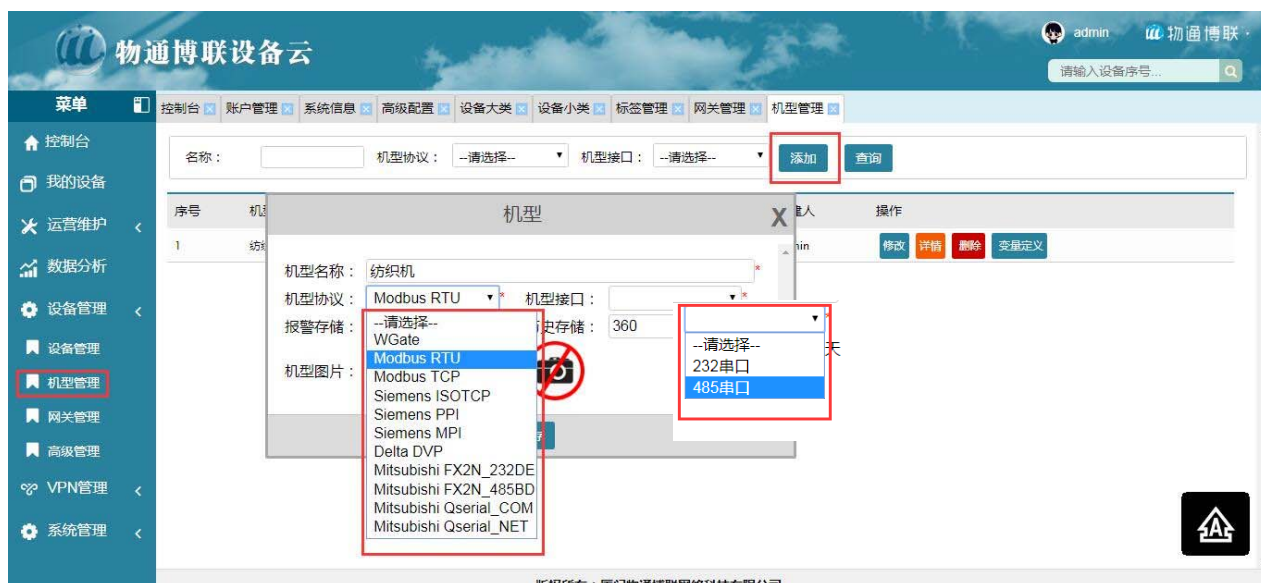 物通博联设备云
admin 物通博联
请输入设备序号...
菜单
控制台 账户管理 系统信息 高级配置 设备大类 设备小类 标签管理 网关管理 机型管理
控制台
我的设备
运营维护
数据分析
设备管理
设备管理
机型管理
网关管理
高级管理
VPN管理
系统管理
名称： 机型协议： --请选择-- 机型接口： --请选择-- 添加 查询
序号 操作
1 修改 详情 删除 变量定义
机型 X
机型名称： 纺织机 *
机型协议： Modbus RTU * 机型接口： *
报警存储： 史存储： 360 天
机型图片：
--请选择--
WGate
Modbus RTU
Modbus TCP
Siemens ISOTCP
Siemens PPI
Siemens MPI
Delta DVP
Mitsubishi FX2N_232DE
Mitsubishi FX2N_485BD
Mitsubishi Qserial_COM
Mitsubishi Qserial_NET
*
--请选择--
232串口
485串口
A